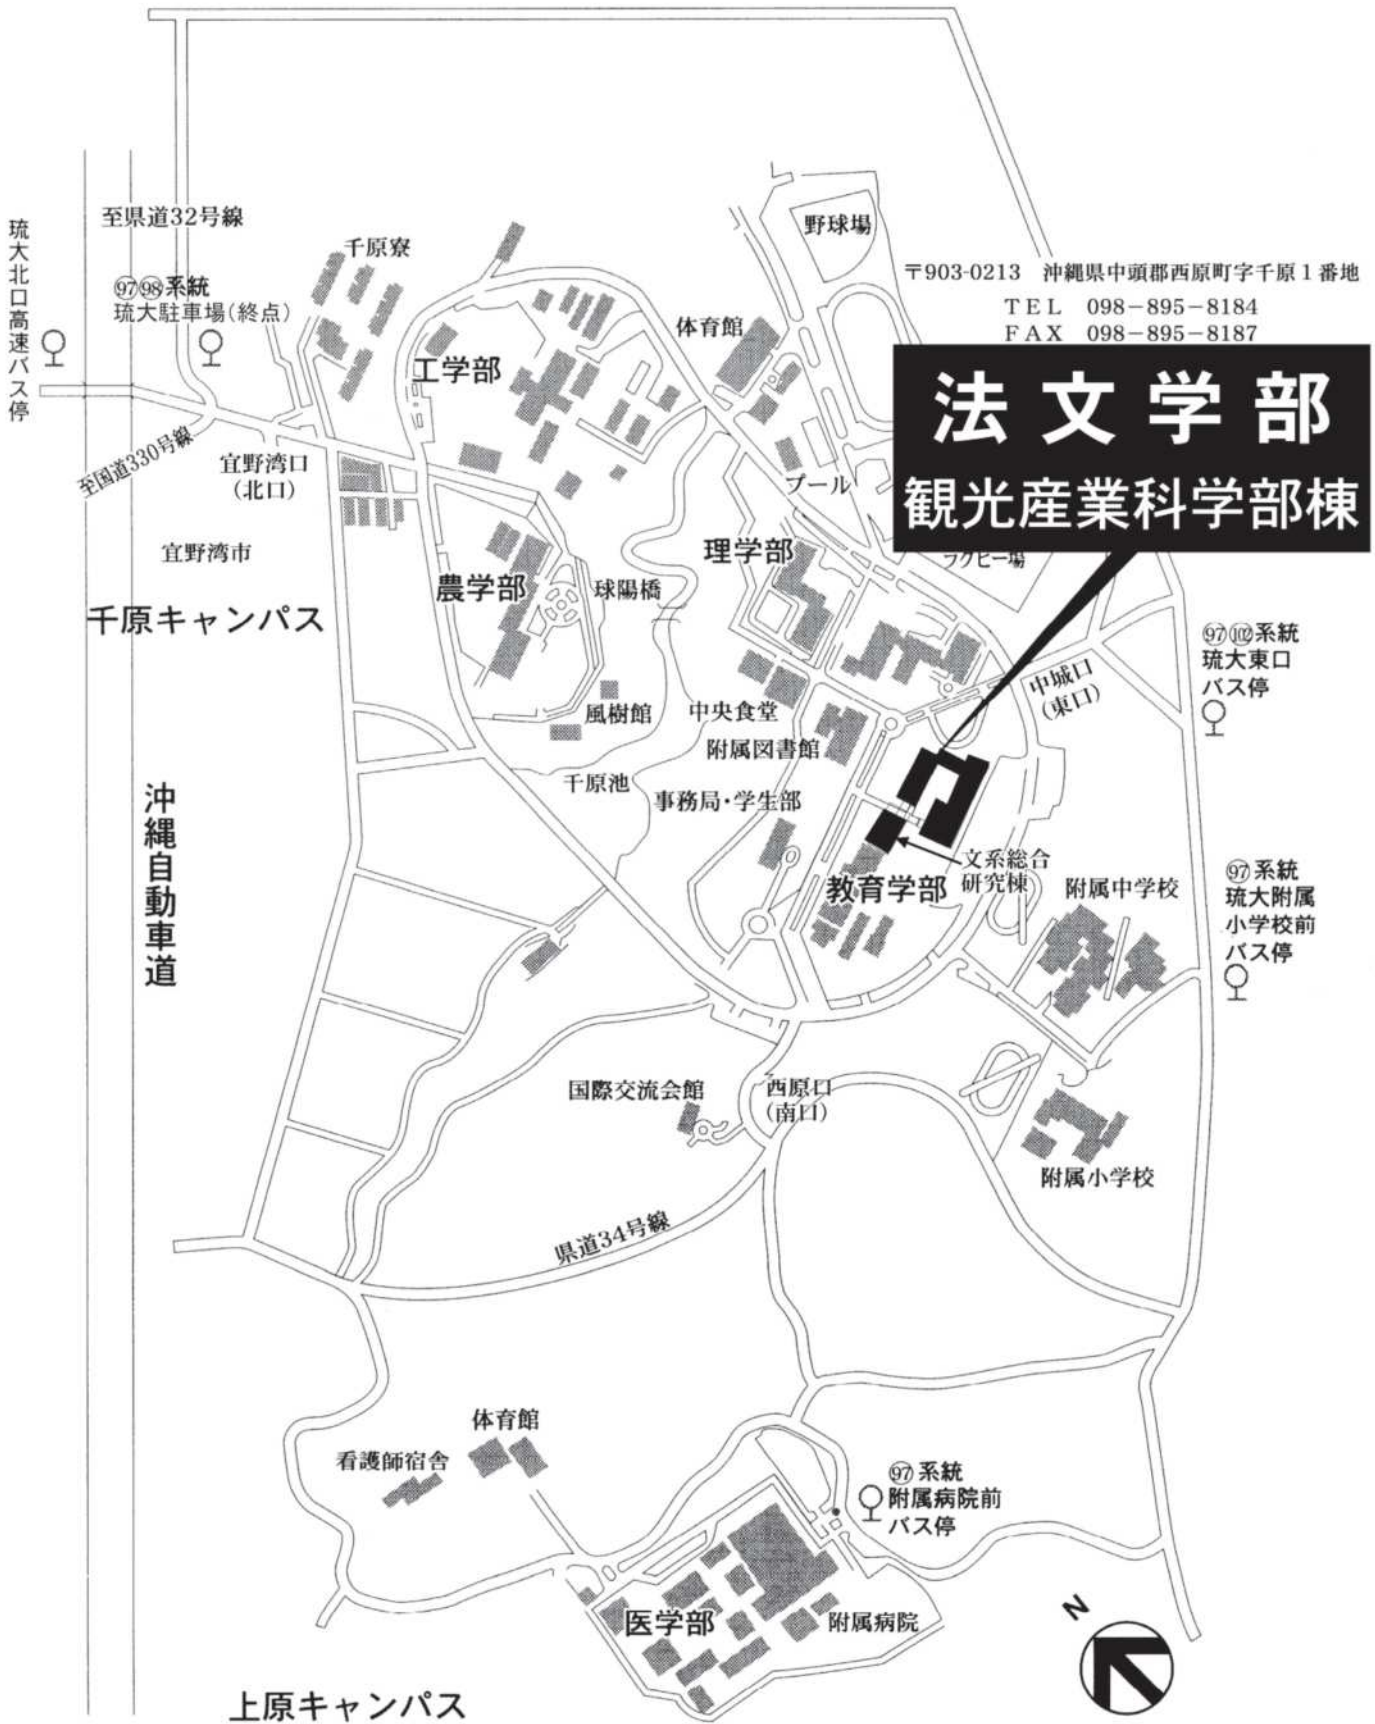 野球場
至県道32号線
琉大北口高速バス停
千原寮
〒903-0213 沖縄県中頭郡西原町字千原1番地
TEL 098-895-8184
FAX 098-895-8187
㊗㊘系統
琉大駐車場(終点)
体育館
工学部
法文学部
観光産業科学部棟
至国道330号線
宜野湾口
(北口)
プール
宜野湾市
理学部
ラグビー場
農学部
球陽橋
千原キャンパス
97 102系統
琉大東口
バス停
中城口
(東口)
風樹館
中央食堂
附属図書館
千原池
事務局・学生部
沖縄自動車道
文系総合
研究棟
教育学部
附属中学校
97系統
琉大附属
小学校前
バス停
国際交流会館
西原口
(南口)
附属小学校
県道34号線
体育館
看護師宿舎
97系統
附属病院前
バス停
医学部
附属病院
N
上原キャンパス